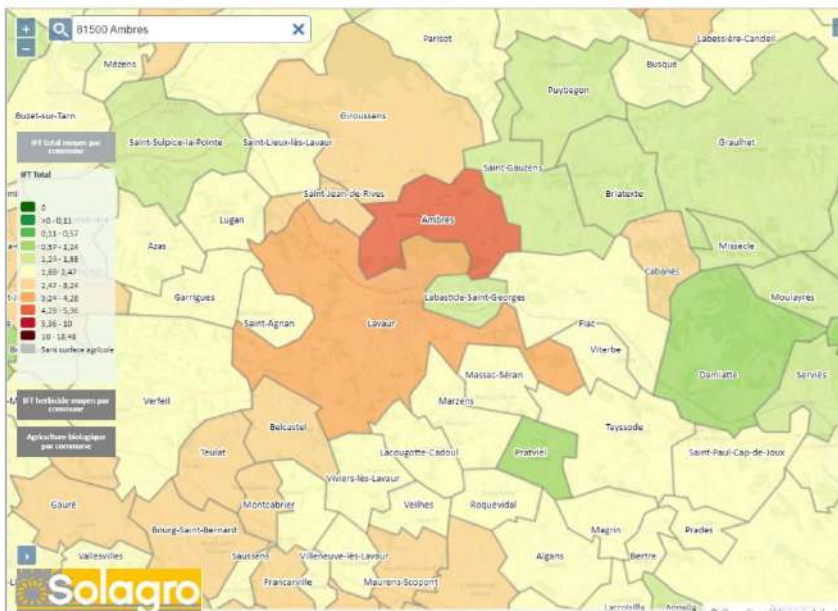 81500 Ambres
Parisot
Labessière-Candeil
Mézens
Busque
Buzet-sur-Tarn
Giroussens
Puybegon
IFT total moyen par
commune
Saint-Sulpice-la-Pointe
Saint-Lieux-lès-Lavaur
Graulhet
Saint-Gauzens
IFT Total
Saint-Jean-de-Rives
Briatexte
0
>0 - 0,11
0,11 - 0,57
0,57 - 1,24
1,24 - 1,88
1,88- 2,47
2,47 - 3,24
3,24 - 4,28
4,28 - 5,36
5,36 - 10
10 - 18,48
Sans surface agricole
Lugan
Ambres
Azas
Missècle
Cabanès
Garrigues
Labastide-Saint-Georges
Moulayres
Saint-Agnan
Lavaur
Fiac
Viterbe
Massac-Séran
Damiatte
Serviès
IFT herbicide moyen par
commune
Verfeil
Marzens
Belcastel
Teyssode
Agriculture biologique
par commune
Teulat
Lacougotte-Cadoul
Pratviel
Saint-Paul-Cap-de-Joux
Viviers-lès-Lavaur
Gauré
Montcabrier
Veilhes
Roquevidal
Bourg-Saint-Bernard
Magrin
Prades
Vallesvilles
Saussens
Villeneuve-lès-Lavaur
Algans
Bertre
Francarville
Maurens-Scopont
Solagro
Lacroisille
Appelle